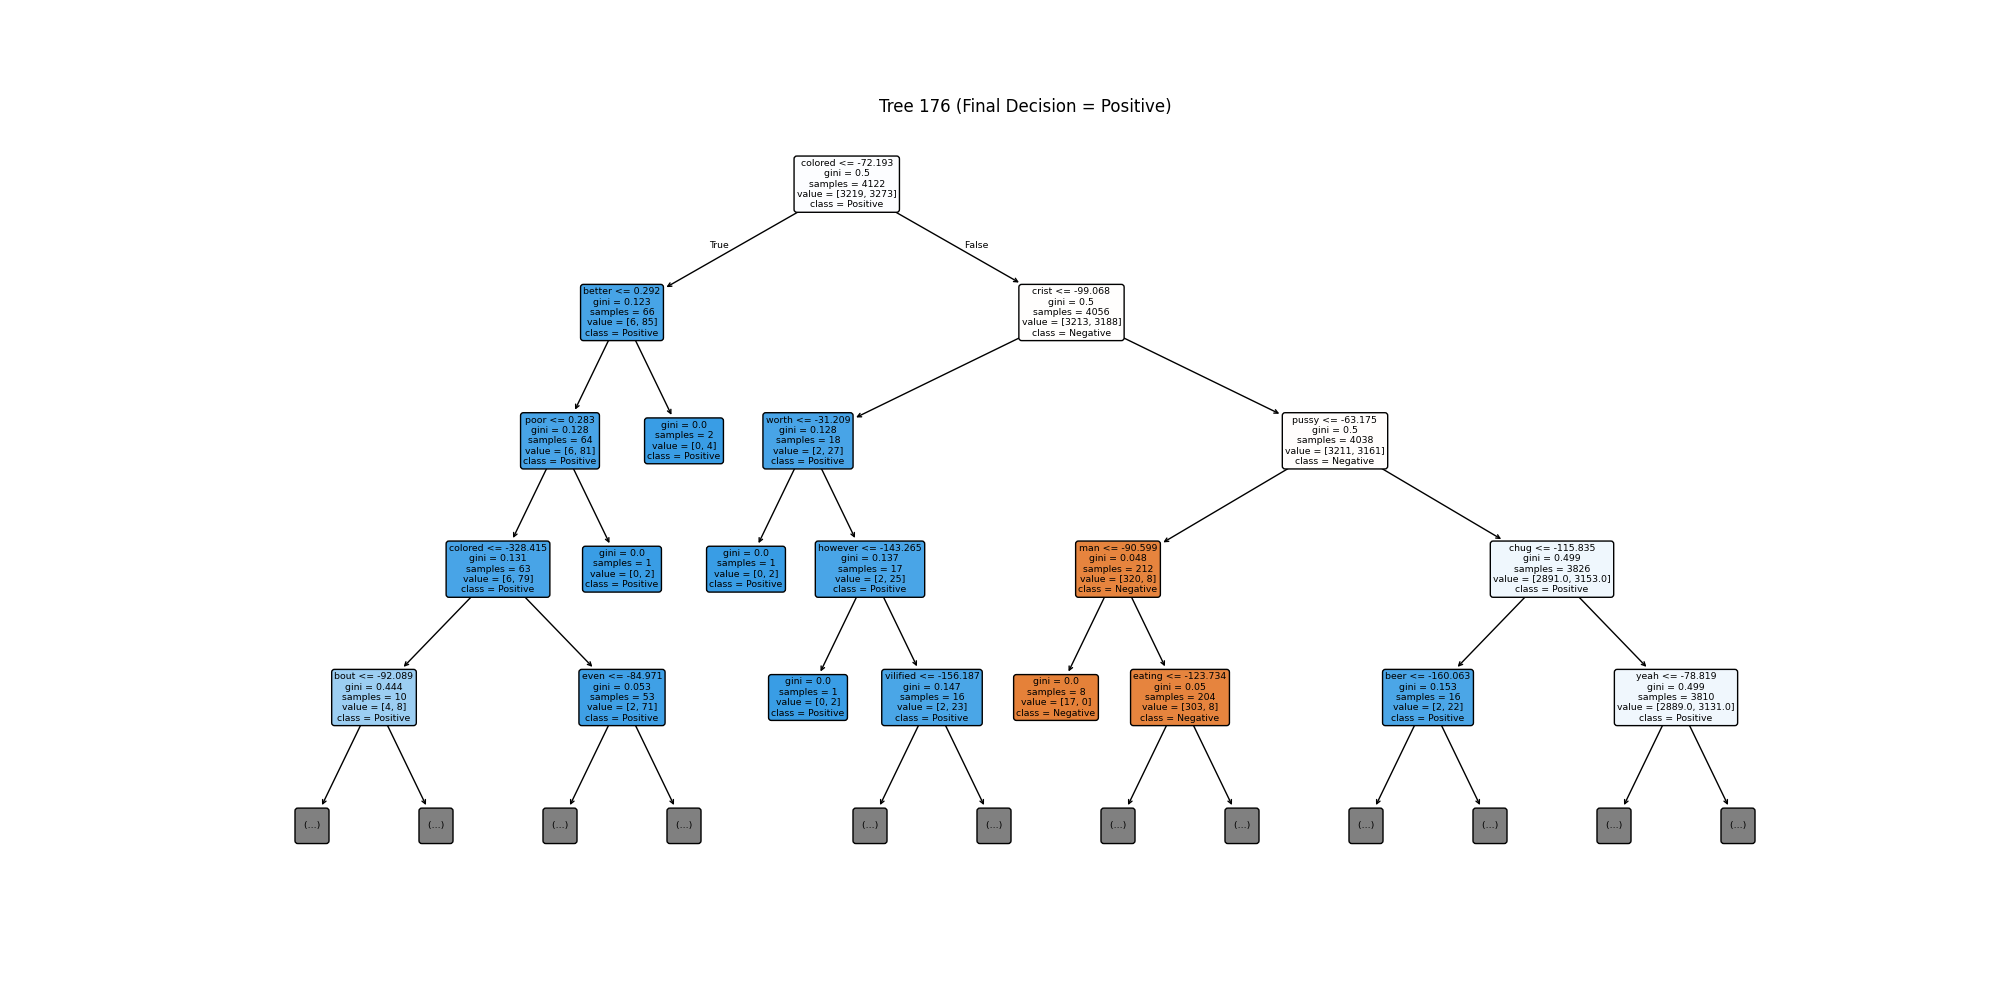 Tree 176 (Final Decision = Positive)
colored <= -72.193
gini = 0.5
samples = 4122
value = [3219, 3273]
class = Positive
True
False
better <= 0.292
gini = 0.123
samples = 66
value = [6, 85]
class = Positive
crist <= -99.068
gini = 0.5
samples = 4056
value = [3213, 3188]
class = Negative
poor <= 0.283
gini = 0.128
samples = 64
value = [6, 81]
class = Positive
gini = 0.0
samples = 2
value = [0, 4]
class = Positive
worth <= -31.209
gini = 0.128
samples = 18
value = [2, 27]
class = Positive
pussy <= -63.175
gini = 0.5
samples = 4038
value = [3211, 3161]
class = Negative
colored <= -328.415
gini = 0.131
samples = 63
value = [6, 79]
class = Positive
gini = 0.0
samples = 1
value = [0, 2]
class = Positive
gini = 0.0
samples = 1
value = [0, 2]
class = Positive
however <= -143.265
gini = 0.137
samples = 17
value = [2, 25]
class = Positive
man <= -90.599
gini = 0.048
samples = 212
value = [320, 8]
class = Negative
chug <= -115.835
gini = 0.499
samples = 3826
value = [2891.0, 3153.0]
class = Positive
bout <= -92.089
gini = 0.444
samples = 10
value = [4, 8]
class = Positive
even <= -84.971
gini = 0.053
samples = 53
value = [2, 71]
class = Positive
gini = 0.0
samples = 1
value = [0, 2]
class = Positive
vilified <= -156.187
gini = 0.147
samples = 16
value = [2, 23]
class = Positive
gini = 0.0
samples = 8
value = [17, 0]
class = Negative
eating <= -123.734
gini = 0.05
samples = 204
value = [303, 8]
class = Negative
beer <= -160.063
gini = 0.153
samples = 16
value = [2, 22]
class = Positive
yeah <= -78.819
gini = 0.499
samples = 3810
value = [2889.0, 3131.0]
class = Positive
(...)
(...)
(...)
(...)
(...)
(...)
(...)
(...)
(...)
(...)
(...)
(...)